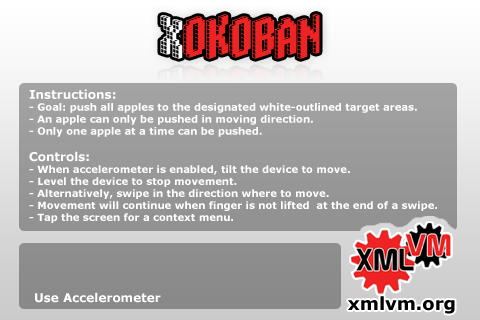 XOKOBAN
Instructions:
- Goal: push all apples to the designated white-outlined target areas.
- An apple can only be pushed in moving direction.
- Only one apple at a time can be pushed.
Controls:
- When accelerometer is enabled, tilt the device to move.
- Level the device to stop movement.
- Alternatively, swipe in the direction where to move.
- Movement will continue when finger is not lifted at the end of a swipe.
- Tap the screen for a context menu.
Use Accelerometer
XMLVM
xmlvm.org